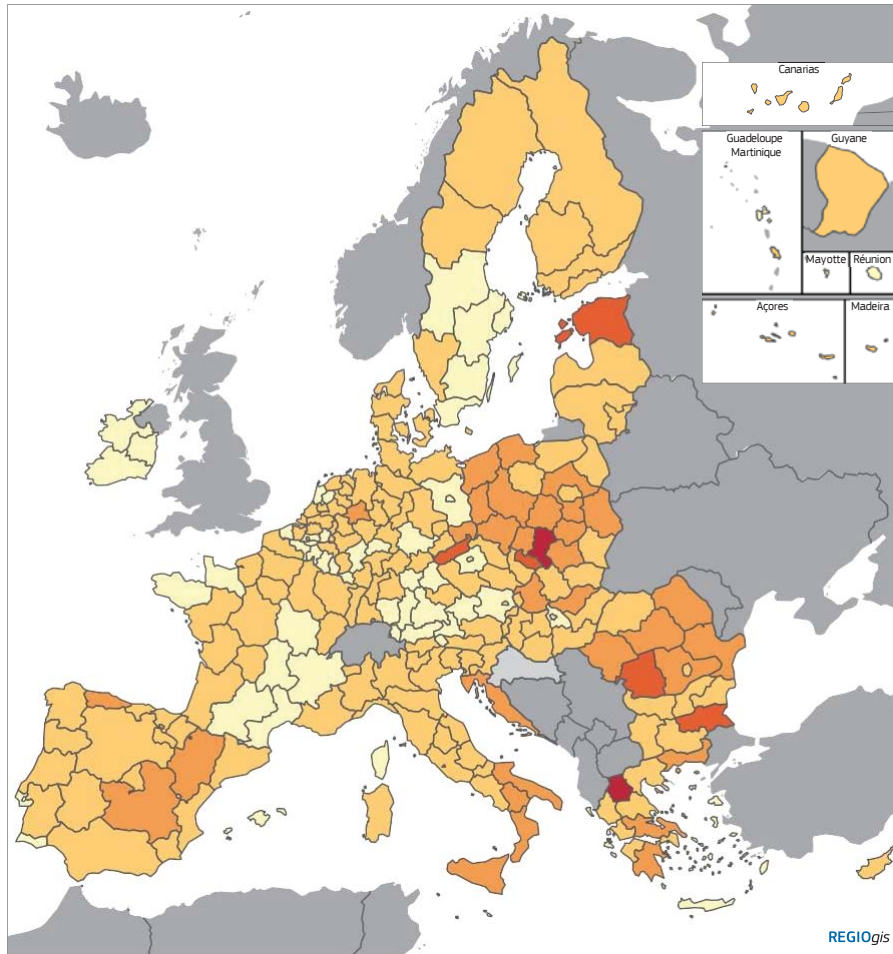 Canarias
Guadeloupe
Martinique
Guyane
Mayotte
Réunion
Açores
Madeira
REGIOgis